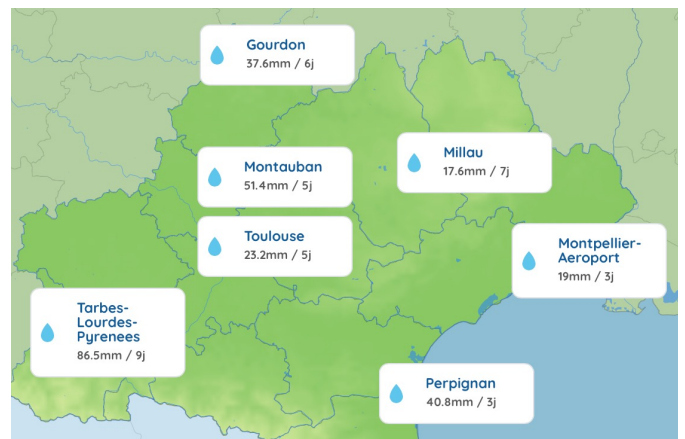 Gourdon
37.6mm / 6j
Montauban
51.4mm / 5j
Millau
17.6mm / 7j
Toulouse
23.2mm / 5j
Montpellier-
Aeroport
19mm / 3j
Tarbes-
Lourdes-
Pyrenees
86.5mm / 9j
Perpignan
40.8mm / 3j